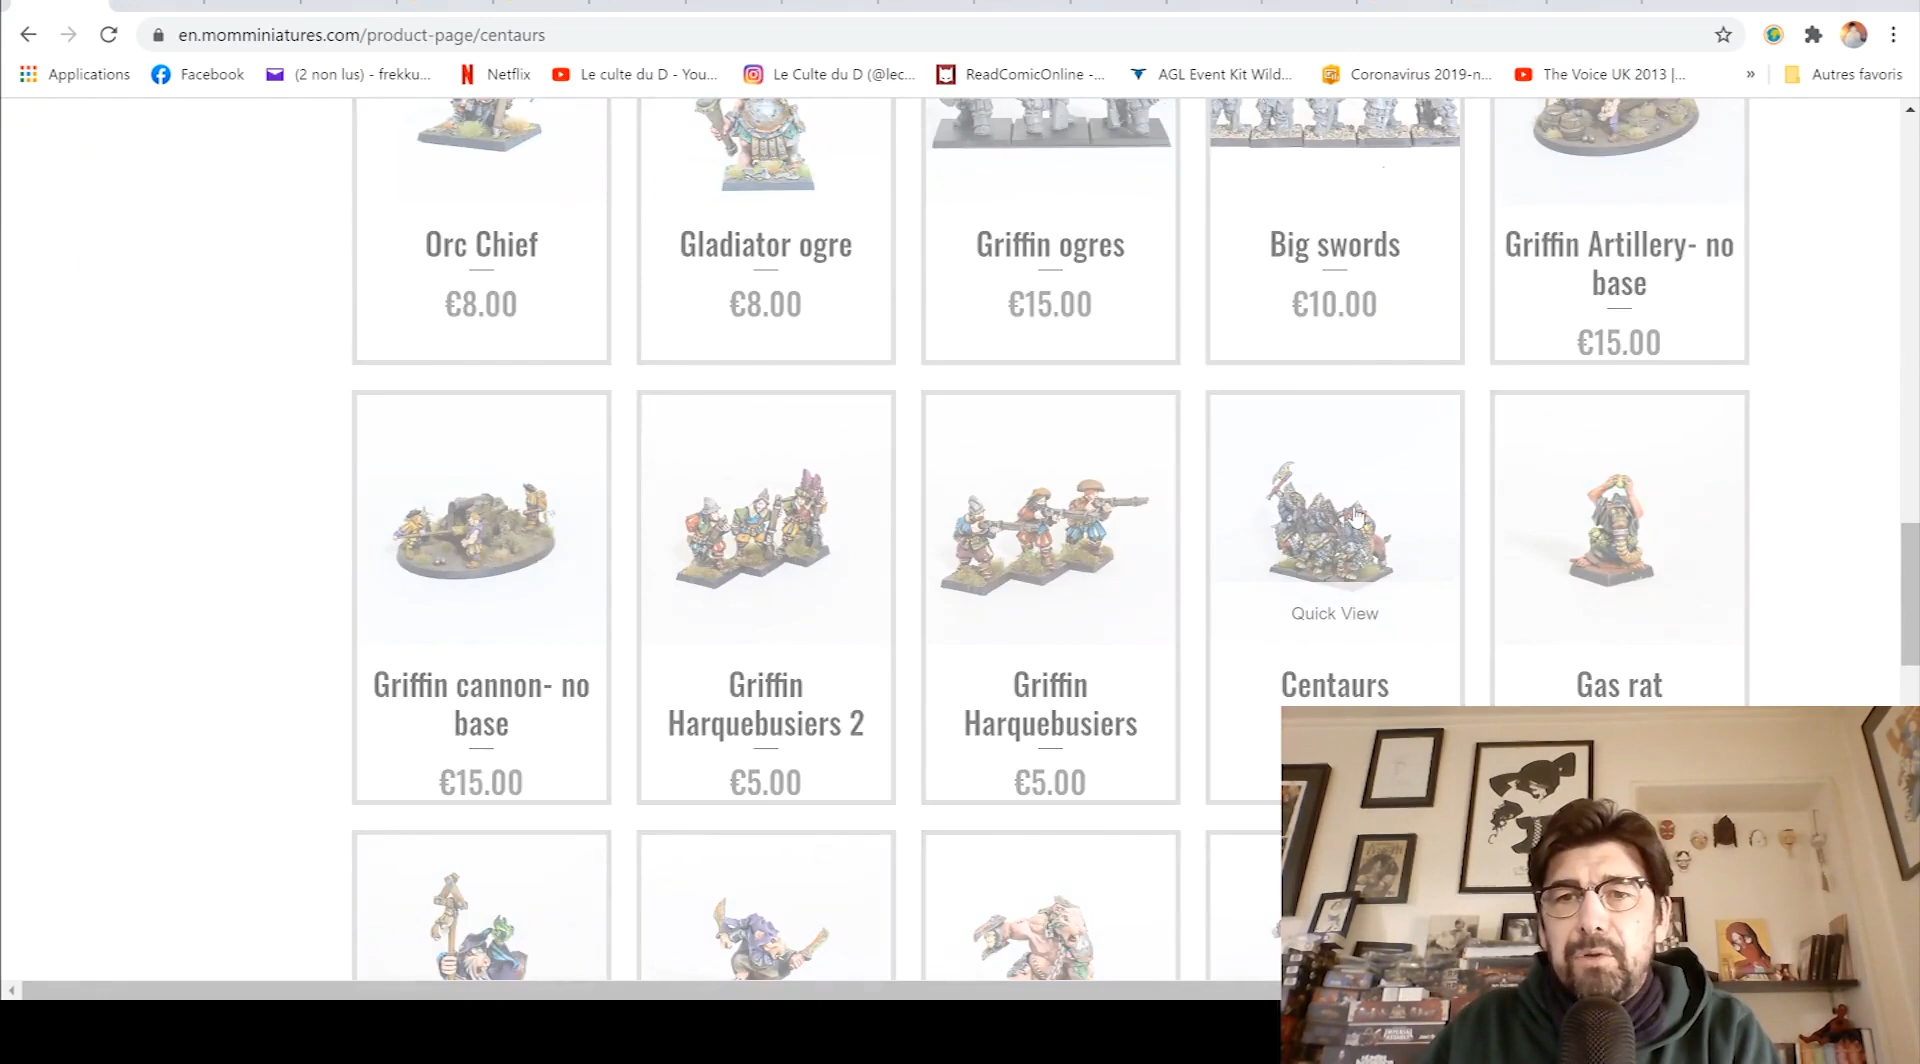 en.momminiatures.com/product-page/centaurs
Applications
Facebook
(2 non lus) - frekku...
Netflix
Le culte du D - You...
Le Culte du D (@lec...
ReadComicOnline -...
AGL Event Kit Wild...
Coronavirus 2019-n...
The Voice UK 2013 |...
»
Autres favoris
Orc Chief
€8.00
Gladiator ogre
€8.00
Griffin ogres
€15.00
Big swords
€10.00
Griffin Artillery- no
base
€15.00
Griffin cannon- no
base
€15.00
Griffin
Harquebusiers 2
€5.00
Griffin
Harquebusiers
€5.00
Quick View
Centaurs
Gas rat